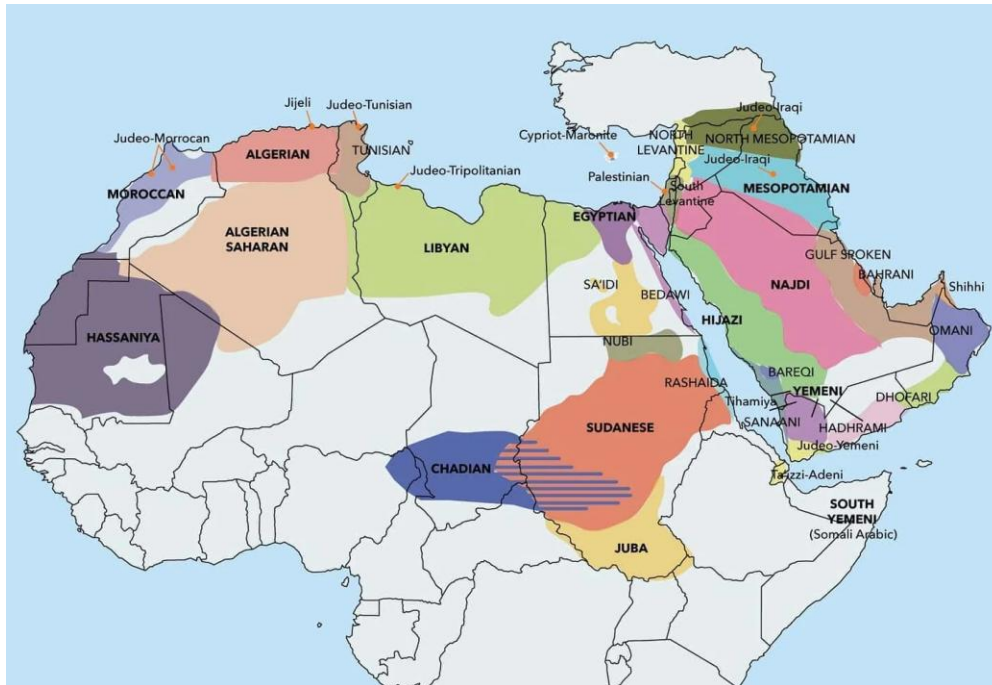 Jijeli
Judeo-Tunisian
Judeo-Morrocan
ALGERIAN
TUNISIAN
MOROCCAN
Judeo-Tripolitanian
ALGERIAN
SAHARAN
LIBYAN
HASSANIYA
Cypriot-Maronite
NORTH
LEVANTINE
Judeo-Iraqi
NORTH MESOPOTAMIAN
Judeo-Iraqi
MESOPOTAMIAN
Palestinian
South
Levantine
EGYPTIAN
SA'IDI
BEDAWI
NUBI
GULF SPOKEN
BAHRANI
NAJDI
Shihhi
HIJAZI
OMANI
RASHAIDA
BAREQI
YEMENI
Tihamiya
DHOFARI
SANAANI
HADHRAMI
Judeo-Yemeni
Ta'izzi-Adeni
SUDANESE
CHADIAN
JUBA
SOUTH
YEMENI
(Somali Arabic)